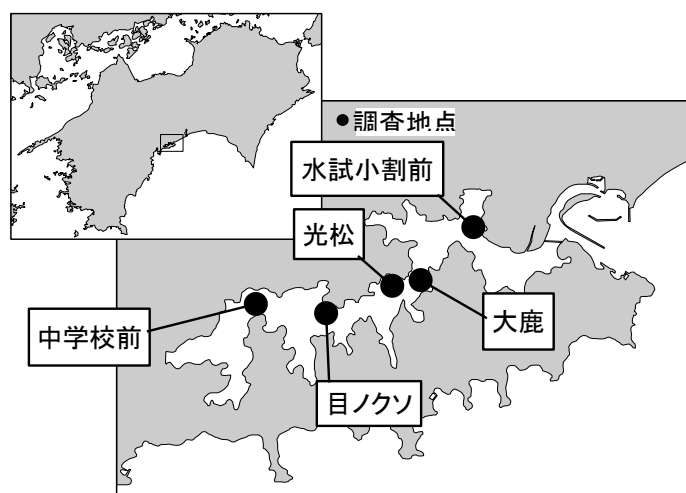 ●調査地点
水試小割前
光松
大鹿
中学校前
目ノクソ